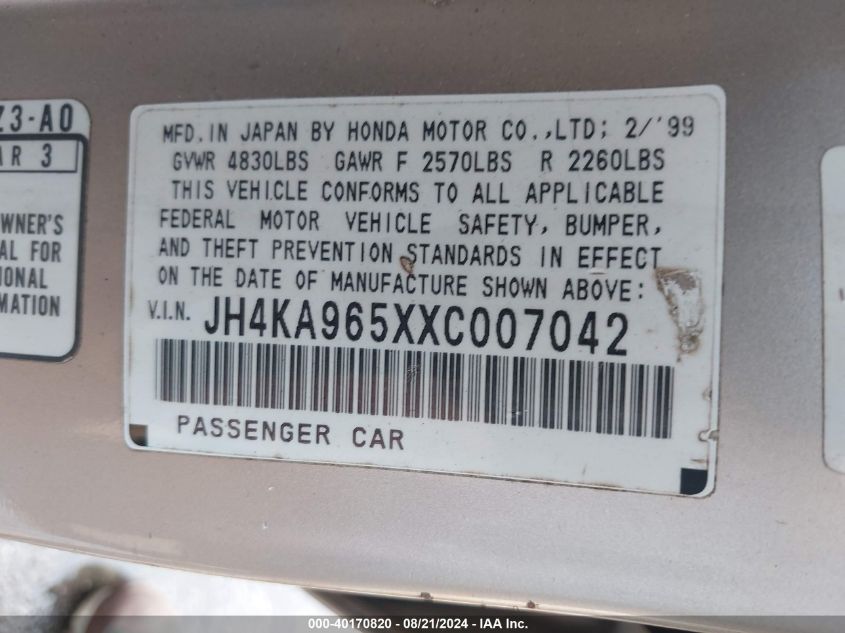 Z3-A0
AR 3
WNER'S
AL FOR
IONAL
MATION
MFD. IN JAPAN BY HONDA MOTOR CO.,LTD; 2/'99
GVWR 4830LBS GAWR F 2570LBS R 2260LBS
THIS VEHICLE CONFORMS TO ALL APPLICABLE
FEDERAL MOTOR VEHICLE SAFETY, BUMPER,
AND THEFT PREVENTION STANDARDS IN EFFECT
ON THE DATE OF MANUFACTURE SHOWN ABOVE:
V.I.N. JH4KA965XXC007042
PASSENGER CAR
000-40170820 - 08/21/2024 - IAA Inc.